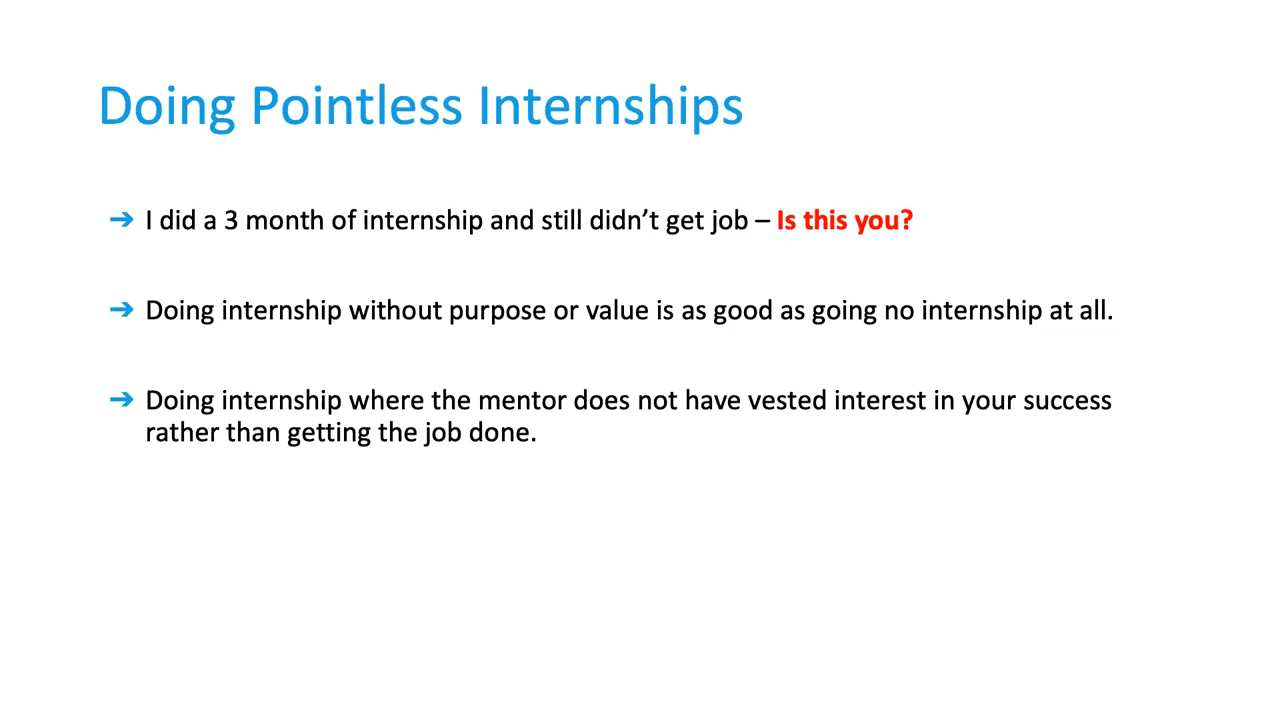 Doing Pointless Internships
➔ I did a 3 month of internship and still didn’t get job – Is this you?
➔ Doing internship without purpose or value is as good as going no internship at all.
➔ Doing internship where the mentor does not have vested interest in your success
rather than getting the job done.